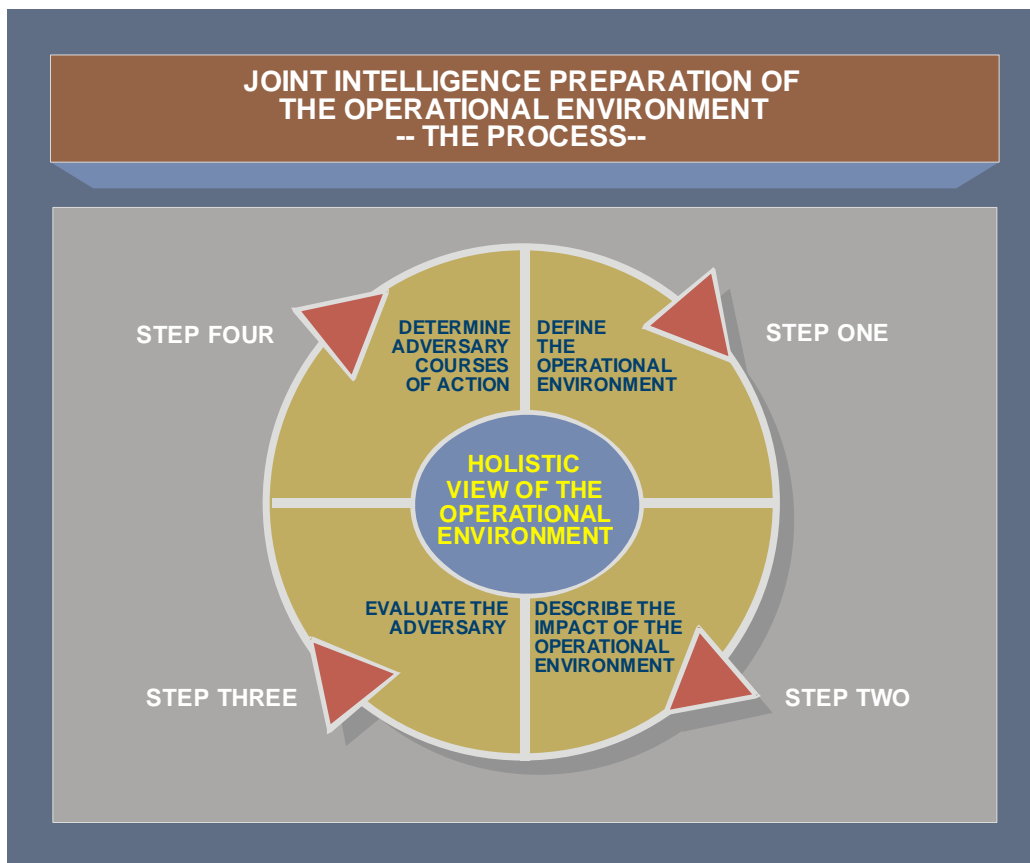 JOINT INTELLIGENCE PREPARATION OF
THE OPERATIONAL ENVIRONMENT
-- THE PROCESS--
STEP FOUR
DETERMINE
ADVERSARY
COURSES
OF ACTION
DEFINE
THE
OPERATIONAL
ENVIRONMENT
STEP ONE
HOLISTIC
VIEW OF THE
OPERATIONAL
ENVIRONMENT
STEP THREE
EVALUATE THE
ADVERSARY
DESCRIBE THE
IMPACT OF THE
OPERATIONAL
ENVIRONMENT
STEP TWO